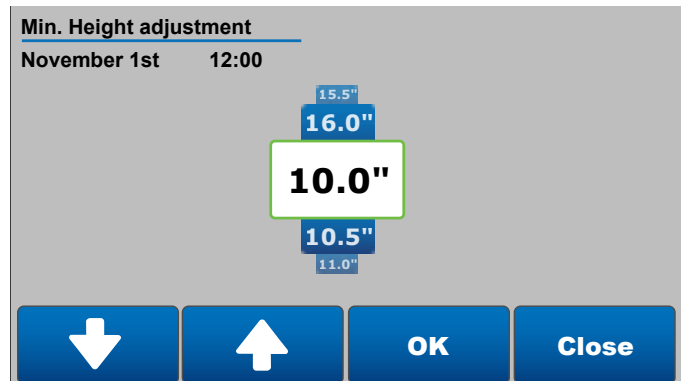 Min. Height adjustment
November 1st 12:00
15.5"
16.0"
10.0"
10.5"
11.0"
OK Close